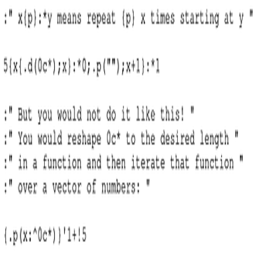 :" x{p}:*y means repeat {p} x times starting at y "
5{x{.d(0c*);x}:*0;.p("");x+1}:*1
:" But you would not do it like this! "
:" You would reshape 0c* to the desired length "
:" in a function and then iterate that function "
:" over a vector of numbers: "
{.p(x:^0c*)}'1+!5